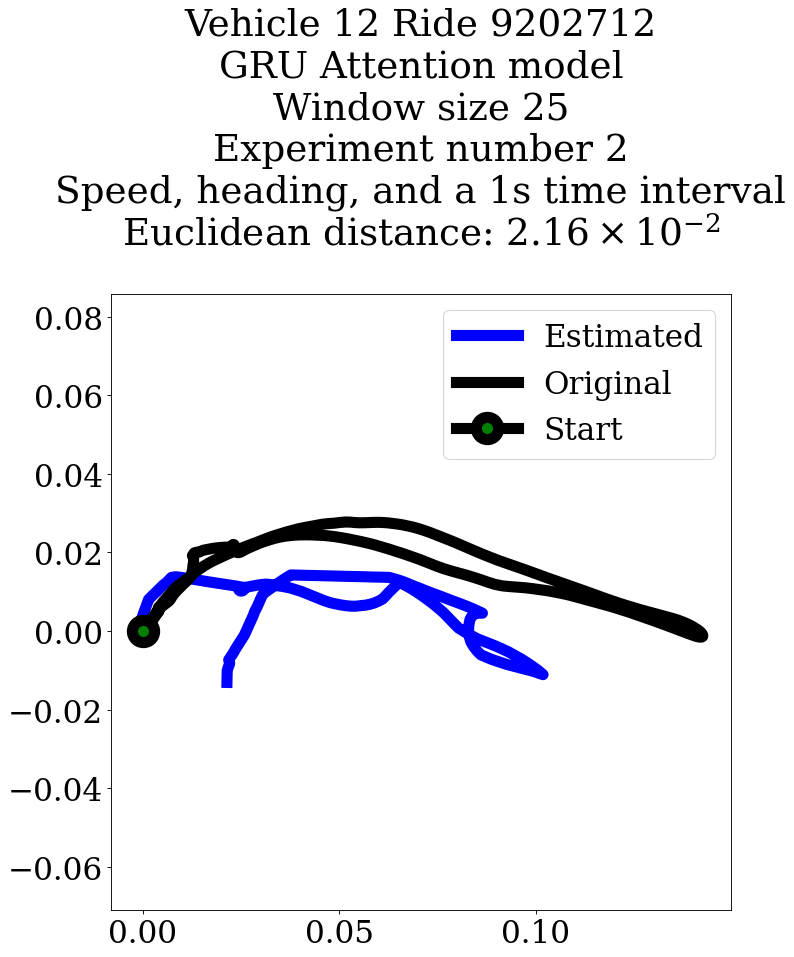 Vehicle 12 Ride 9202712
GRU Attention model
Window size 25
Experiment number 2
Speed, heading, and a 1s time interval
Euclidean distance: 2.16 × 10⁻²
Estimated
Original
Start
0.08
0.06
0.04
0.02
0.00
−0.02
−0.04
−0.06
0.00 0.05 0.10